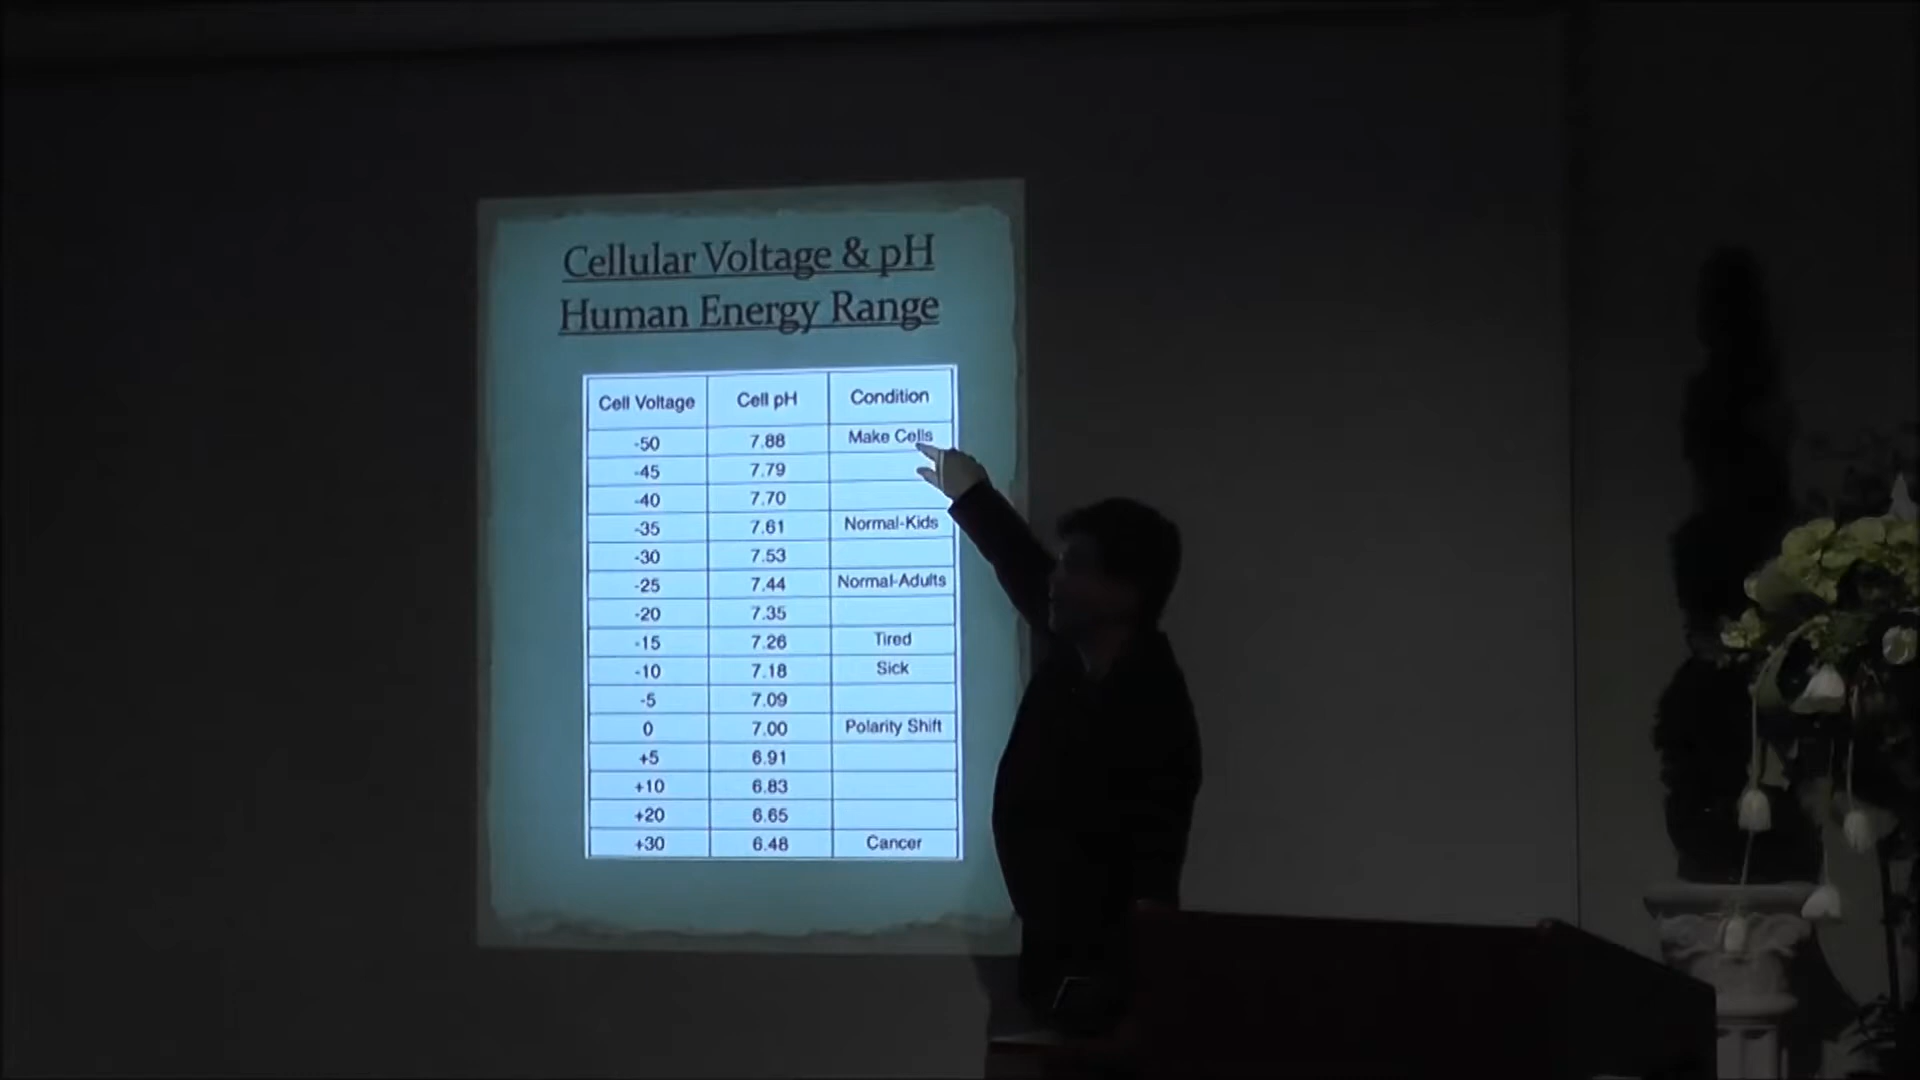 Cellular Voltage & pH
Human Energy Range
Cell Voltage Cell pH Condition
-50 7.88 Make Cells
-45 7.79
-40 7.70
-35 7.61 Normal-Kids
-30 7.53
-25 7.44 Normal-Adults
-20 7.35
-15 7.26 Tired
-10 7.18 Sick
-5 7.09
0 7.00 Polarity Shift
+5 6.91
+10 6.83
+20 6.65
+30 6.48 Cancer